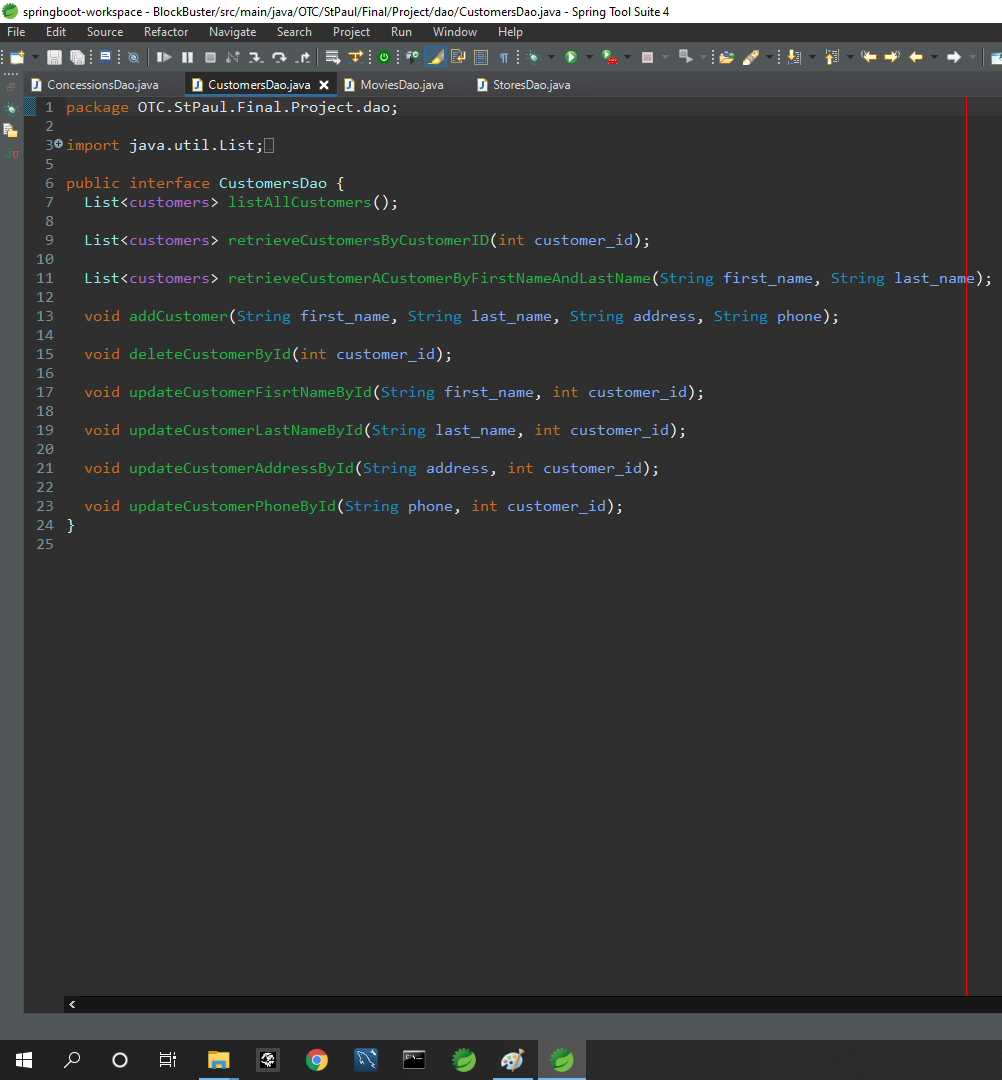 springboot-workspace - BlockBuster/src/main/java/OTC/StPaul/Final/Project/dao/CustomersDao.java - Spring Tool Suite 4
File Edit Source Refactor Navigate Search Project Run Window Help
ConcessionsDao.java CustomersDao.java MoviesDao.java StoresDao.java
1 package OTC.StPaul.Final.Project.dao;
2
3 import java.util.List;
5
6 public interface CustomersDao {
7 List<customers> listAllCustomers();
8
9 List<customers> retrieveCustomersByCustomerID(int customer_id);
10
11 List<customers> retrieveCustomerACustomerByFirstNameAndLastName(String first_name, String last_name);
12
13 void addCustomer(String first_name, String last_name, String address, String phone);
14
15 void deleteCustomerById(int customer_id);
16
17 void updateCustomerFisrtNameById(String first_name, int customer_id);
18
19 void updateCustomerLastNameById(String last_name, int customer_id);
20
21 void updateCustomerAddressById(String address, int customer_id);
22
23 void updateCustomerPhoneById(String phone, int customer_id);
24 }
25